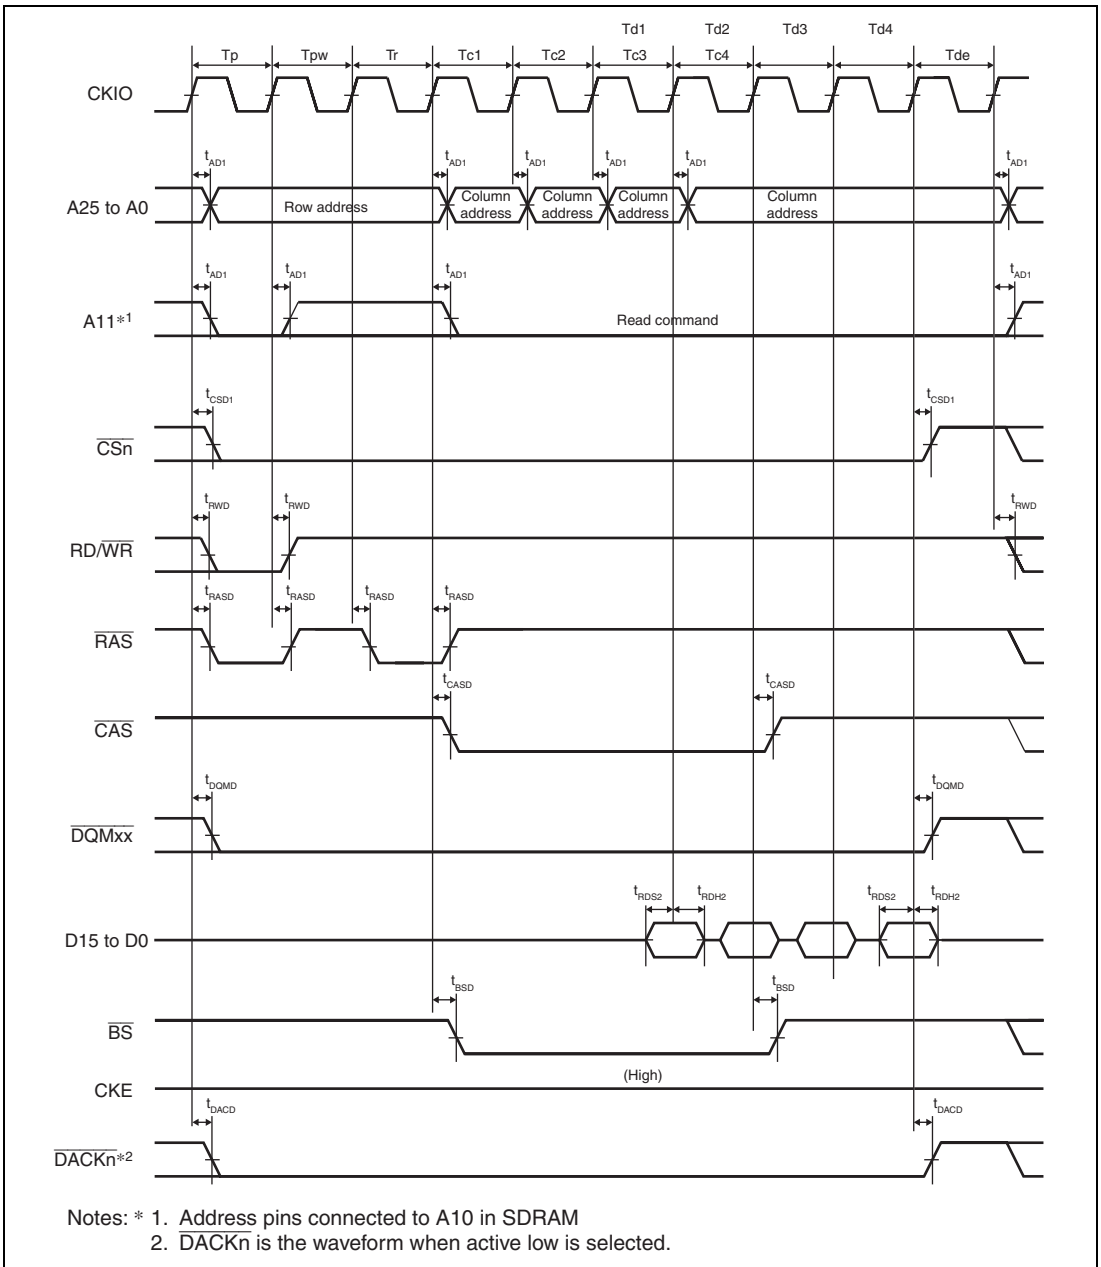 Td1 Td2 Td3 Td4
Tp Tpw Tr Tc1 Tc2 Tc3 Tc4 Tde
CKIO
tAD1 tAD1 tAD1 tAD1 tAD1 tAD1
A25 to A0 Row address Column address Column address Column address Column address
tAD1 tAD1 tAD1 tAD1
A11*1 Read command
tCSD1 tCSD1
CSn
tRWD tRWD tRWD
RD/WR
tRASD tRASD tRASD tRASD
RAS
tCASD tCASD
CAS
tDQMD tDQMD
DQMxx
tRDS2 tRDH2 tRDS2 tRDH2
D15 to D0
tBSD tBSD
BS
(High)
CKE
tDACD tDACD
DACKn*2
Notes: * 1. Address pins connected to A10 in SDRAM
2. DACKn is the waveform when active low is selected.